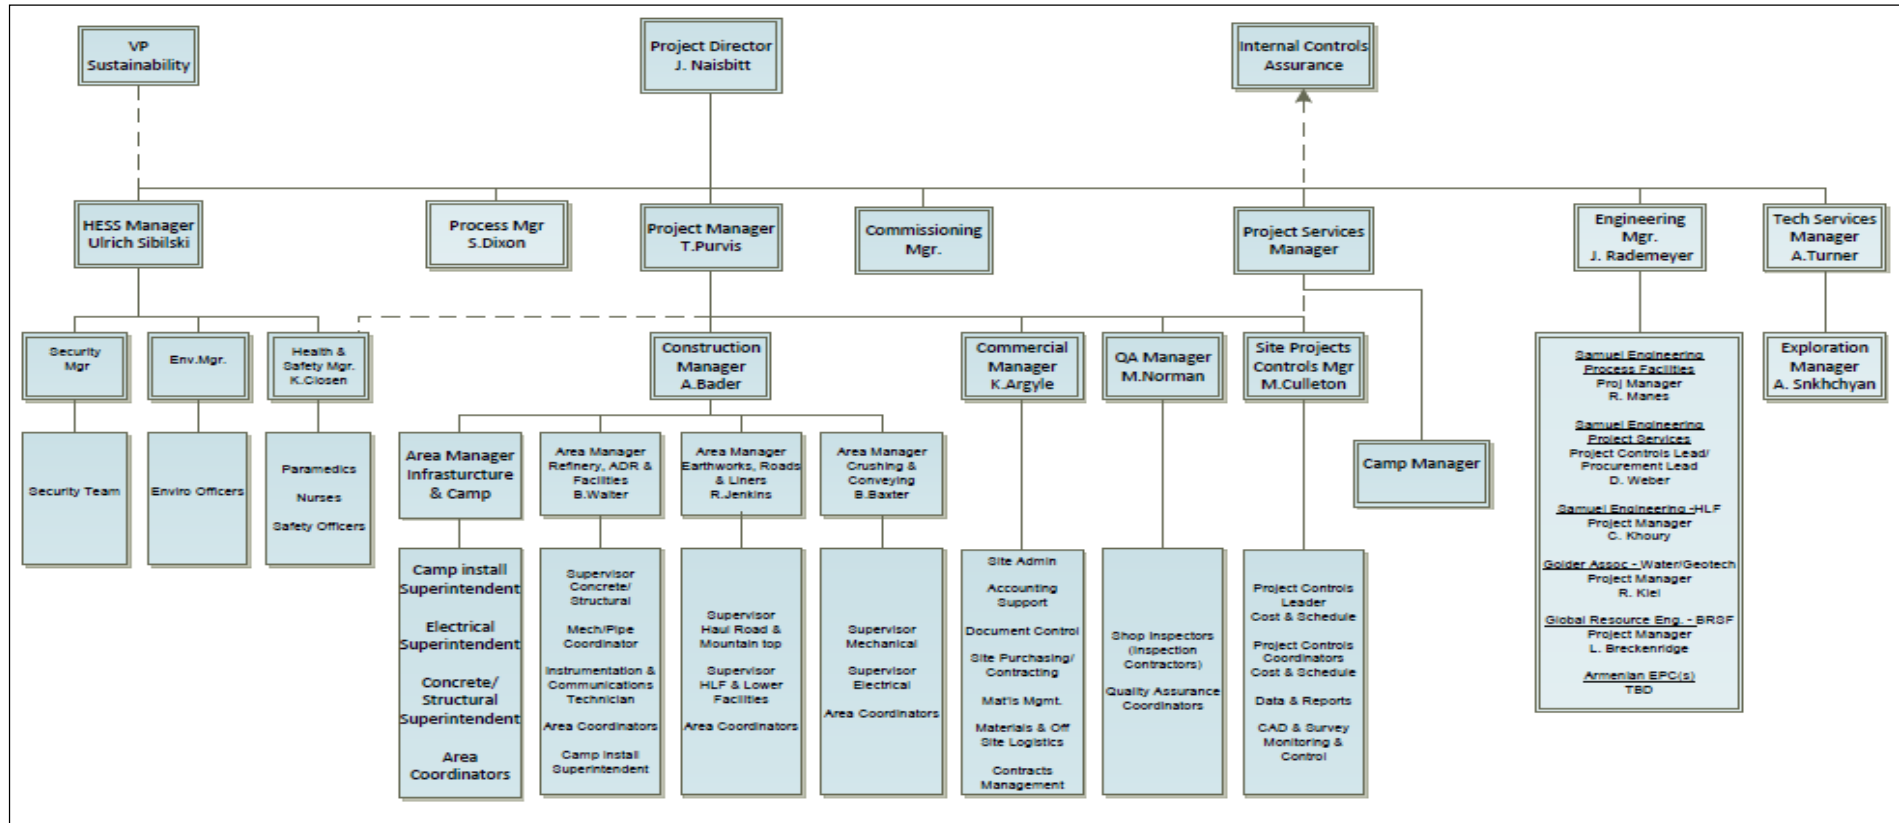 VP
Sustainability
Project Director
J. Naisbitt
Internal Controls
Assurance
HESS Manager
Ulrich Sibilski
Process Mgr
S.Dixon
Project Manager
T.Purvis
Commissioning
Mgr.
Project Services
Manager
Engineering
Mgr.
J. Rademeyer
Tech Services
Manager
A.Turner
Security
Mgr
Env.Mgr.
Health &
Safety Mgr.
K.Closen
Construction
Manager
A.Bader
Commercial
Manager
K.Argyle
QA Manager
M.Norman
Site Projects
Controls Mgr
M.Culleton
Exploration
Manager
A. Snkhchyan
Security Team
Enviro Officers
Paramedics
Nurses
Safety Officers
Area Manager
Infrasturcture
& Camp
Area Manager
Refinery, ADR &
Facilities
B.Walter
Area Manager
Earthworks, Roads
& Liners
R.Jenkins
Area Manager
Crushing &
Conveying
B.Baxter
Camp Manager
Camp install
Superintendent
Electrical
Superintendent
Concrete/
Structural
Superintendent
Area
Coordinators
Supervisor
Concrete/
Structural
Mech/Pipe
Coordinator
Instrumentation &
Communications
Technician
Area Coordinators
Camp install
Superintendent
Supervisor
Haul Road &
Mountain top
Supervisor
HLF & Lower
Facilities
Area Coordinators
Supervisor
Mechanical
Supervisor
Electrical
Area Coordinators
Site Admin
Accounting
Support
Document Control
Site Purchasing/
Contracting
Mat'ls Mgmt.
Materials & Off
Site Logistics
Contracts
Management
Shop Inspectors
(Inspection
Contractors)
Quality Assurance
Coordinators
Project Controls
Leader
Cost & Schedule
Project Controls
Coordinators
Cost & Schedule
Data & Reports
CAD & Survey
Monitoring &
Control
Samuel Engineering
Process Facilities
Proj Manager
R. Manes
Samuel Engineering
Project Services
Project Controls Lead/
Procurement Lead
D. Weber
Samuel Engineering -HLF
Project Manager
C. Khoury
Golder Assoc - Water/Geotech
Project Manager
R. Kiel
Global Resource Eng. - BRSF
Project Manager
L. Breckenridge
Armenian EPC(s)
TBD